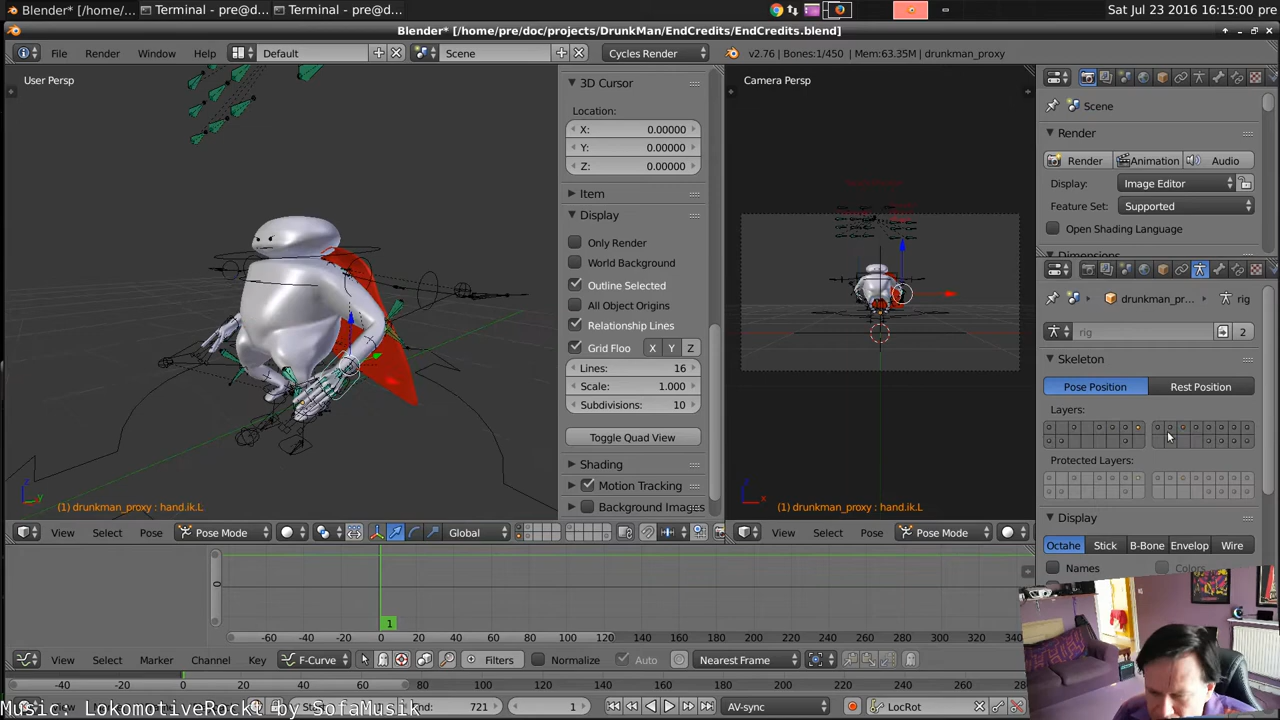 Blender* [/home/... Terminal - pre@d... Terminal - pre@d... Sat Jul 23 2016 16:15:00 pre
Blender* [/home/pre/doc/projects/DrunkMan/EndCredits/EndCredits.blend]
File Render Window Help Default Scene Cycles Render v2.76 | Bones:1/450 | Mem:63.35M | drunkman_proxy
User Persp
3D Cursor
Location:
X: 0.00000
Y: 0.00000
Z: 0.00000
Item
Display
Only Render
World Background
Outline Selected
All Object Origins
Relationship Lines
Grid Floo X Y Z
Lines: 16
Scale: 1.000
Subdivisions: 10
Toggle Quad View
Shading
Motion Tracking
Background Images
(1) drunkman_proxy : hand.ik.L
View Select Pose Pose Mode Global
Camera Persp
(1) drunkman_proxy : hand.ik.L
View Select Pose Pose Mode
Scene
Render
Render Animation Audio
Display: Image Editor
Feature Set: Supported
Open Shading Language
Dimensions
drunkman_pr... rig
rig 2
Skeleton
Pose Position Rest Position
Layers:
Protected Layers:
Display
Octahe Stick B-Bone Envelop Wire
Names Colors
1
-60 -40 -20 0 20 40 60 80 100 120 140 160 180 200 220 240 260 280 300 320 340
View Select Marker Channel Key F-Curve Filters Normalize Auto Nearest Frame
-40 -20 0 20 40 60 80 100 120 140 160 180 200 220
End: 721 1 AV-sync LocRot
Music: LokomotiveRockt by SofaMusik